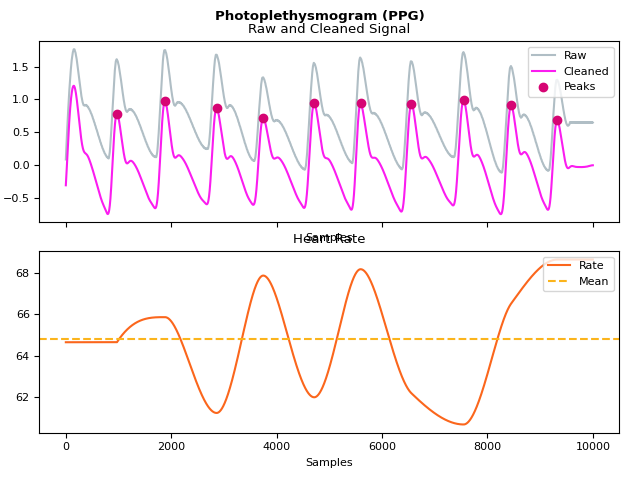 Photoplethysmogram (PPG)
Raw and Cleaned Signal
Raw
Cleaned
Peaks
1.5
1.0
0.5
0.0
−0.5
Samples
Heart Rate
Rate
Mean
68
66
64
62
0
2000
4000
6000
8000
10000
Samples